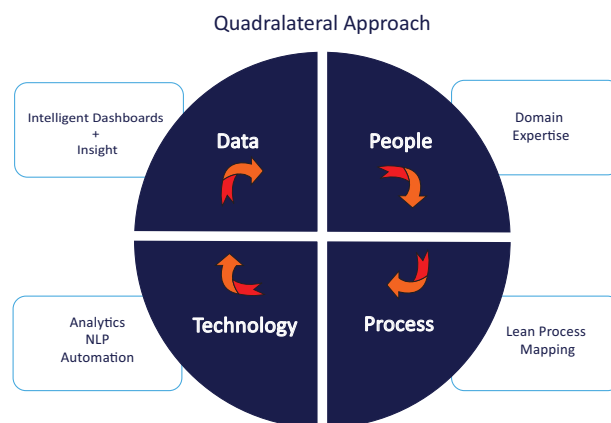 Quadralateral Approach
Intelligent Dashboards
+
Insight
Data
People
Domain
Expertise
Analytics
NLP
Automation
Technology
Process
Lean Process
Mapping